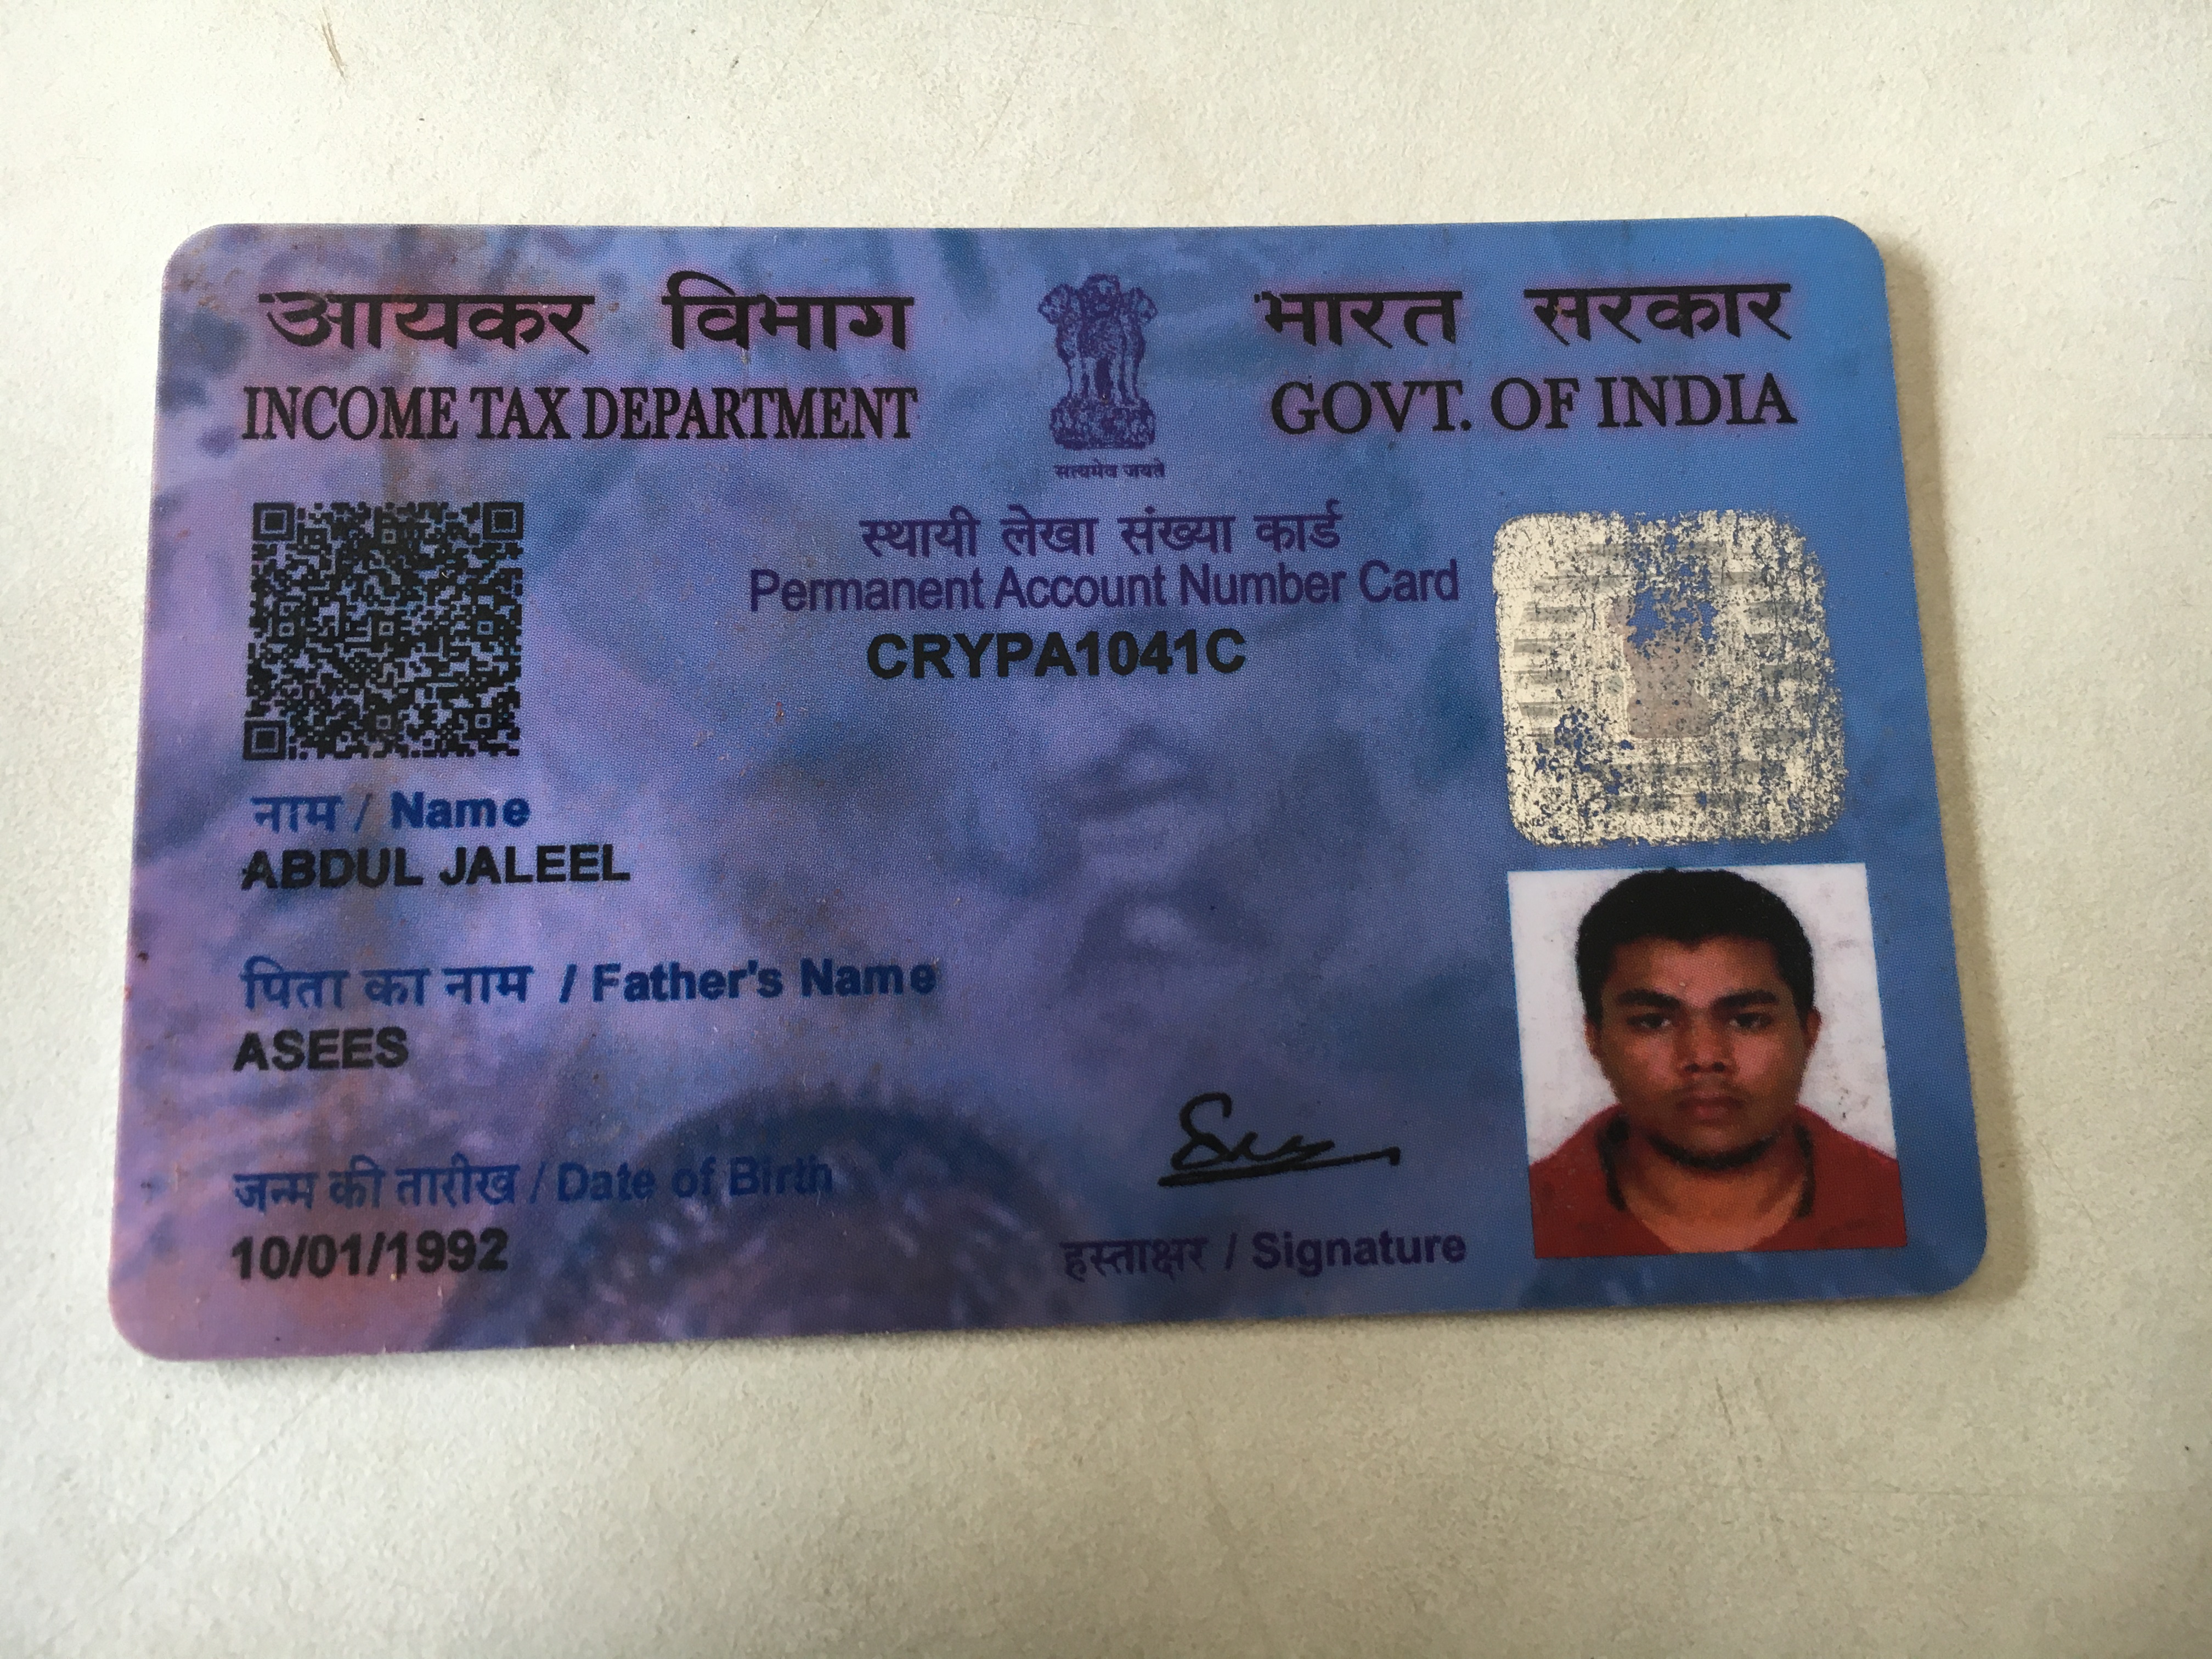 आयकर विभाग
INCOME TAX DEPARTMENT
सत्यमेव जयते
भारत सरकार
GOVT. OF INDIA
स्थायी लेखा संख्या कार्ड
Permanent Account Number Card
CRYPA1041C
नाम / Name
ABDUL JALEEL
पिता का नाम / Father's Name
ASEES
जन्म की तारीख / Date of Birth
10/01/1992
हस्ताक्षर / Signature